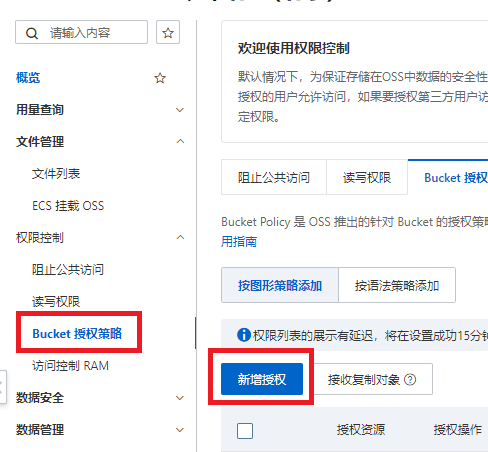 请输入内容
概览
用量查询
文件管理
文件列表
ECS 挂载 OSS
权限控制
阻止公共访问
读写权限
Bucket 授权策略
访问控制 RAM
数据安全
数据管理
欢迎使用权限控制
默认情况下，为保证存储在OSS中数据的安全性
授权的用户允许访问，如果要授权第三方用户访
定权限。
阻止公共访问
读写权限
Bucket 授权
Bucket Policy 是 OSS 推出的针对 Bucket 的授权策略
用指南
按图形策略添加
按语法策略添加
权限列表的展示有延迟，将在设置成功15分钟
新增授权
接收复制对象
授权资源
授权操作